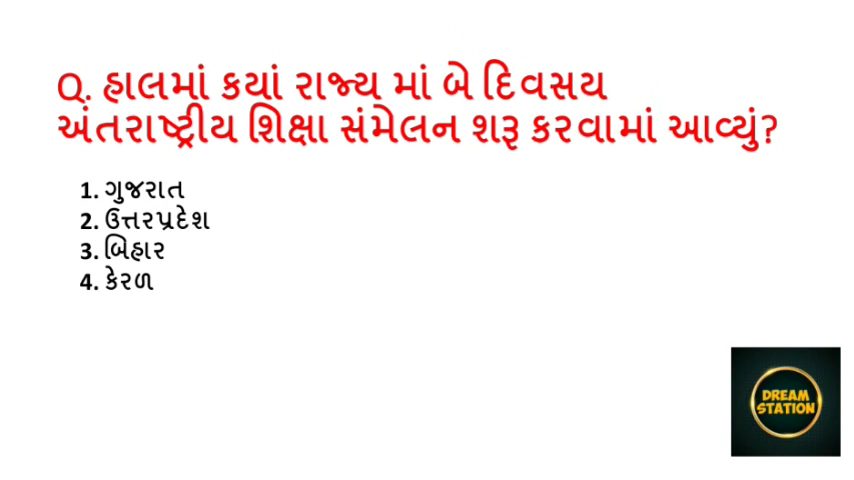 Q. હાલમાં કયાં રાજ્ય માં બે દિવસય
અંતરાષ્ટ્રીય શિક્ષા સંમેલન શરૂ કરવામાં આવ્યું?
1. ગુજરાત
2. ઉત્તરપ્રદેશ
3. બિહાર
4. કેરળ
DREAM
STATION